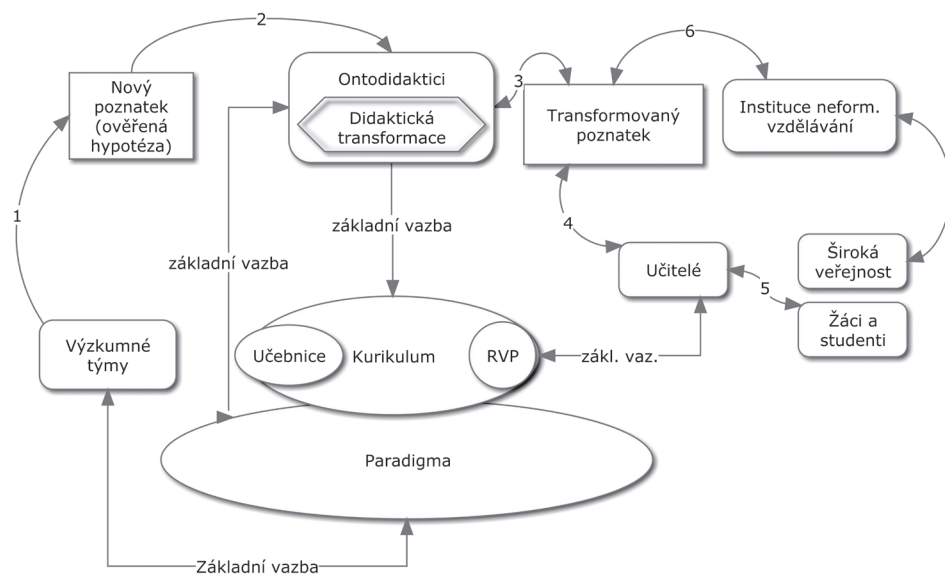 2
6
Nový
poznatek
(ověřená
hypotéza)
Ontodidaktici
Didaktická
transformace
3
Transformovaný
poznatek
Instituce neform.
vzdělávání
1
4
základní vazba
základní vazba
Učitelé
5
Široká
veřejnost
Žáci a
studenti
Výzkumné
týmy
Učebnice
Kurikulum
RVP
zákl. vaz.
Paradigma
Základní vazba